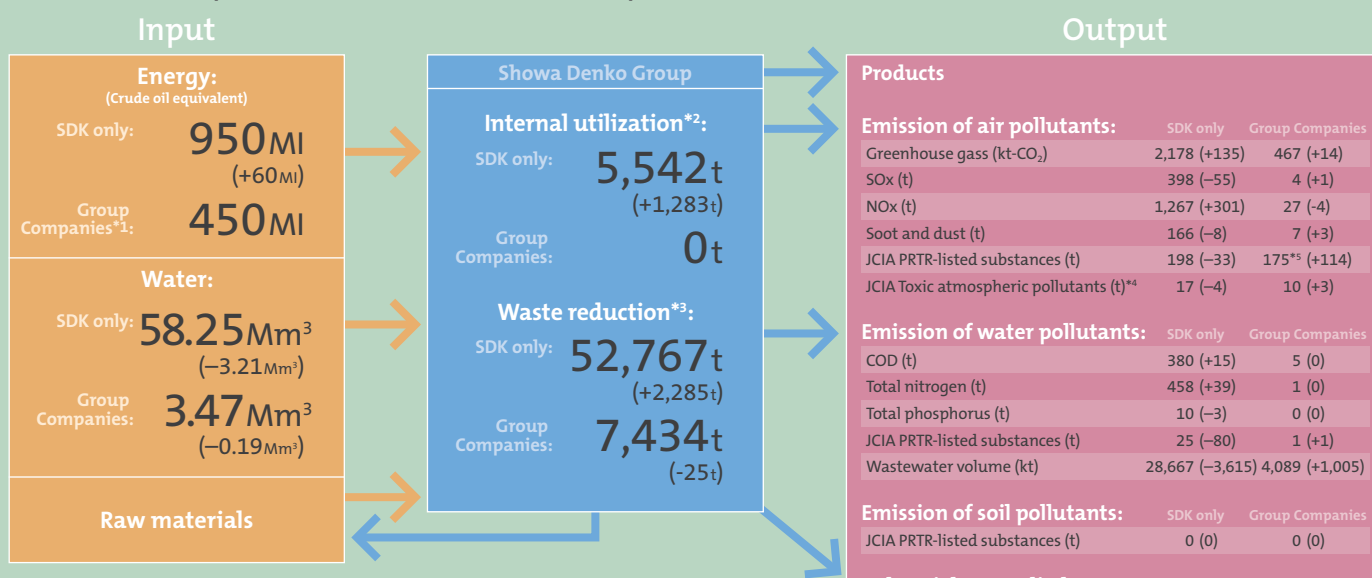 Input
Energy:
(Crude oil equivalent)
SDK only: 950Ml
(+60Ml)
Group Companies*1: 450Ml
Water:
SDK only: 58.25Mm³
(–3.21Mm³)
Group Companies: 3.47Mm³
(–0.19Mm³)
Raw materials
Showa Denko Group
Internal utilization*2:
SDK only: 5,542t
(+1,283t)
Group Companies: 0t
Waste reduction*3:
SDK only: 52,767t
(+2,285t)
Group Companies: 7,434t
(-25t)
Output
Products
Emission of air pollutants: SDK only Group Companies
Greenhouse gass (kt-CO₂) 2,178 (+135) 467 (+14)
SOx (t) 398 (–55) 4 (+1)
NOx (t) 1,267 (+301) 27 (-4)
Soot and dust (t) 166 (–8) 7 (+3)
JCIA PRTR-listed substances (t) 198 (–33) 175*5 (+114)
JCIA Toxic atmospheric pollutants (t)*4 17 (–4) 10 (+3)
Emission of water pollutants: SDK only Group Companies
COD (t) 380 (+15) 5 (0)
Total nitrogen (t) 458 (+39) 1 (0)
Total phosphorus (t) 10 (–3) 0 (0)
JCIA PRTR-listed substances (t) 25 (–80) 1 (+1)
Wastewater volume (kt) 28,667 (–3,615) 4,089 (+1,005)
Emission of soil pollutants: SDK only Group Companies
JCIA PRTR-listed substances (t) 0 (0) 0 (0)